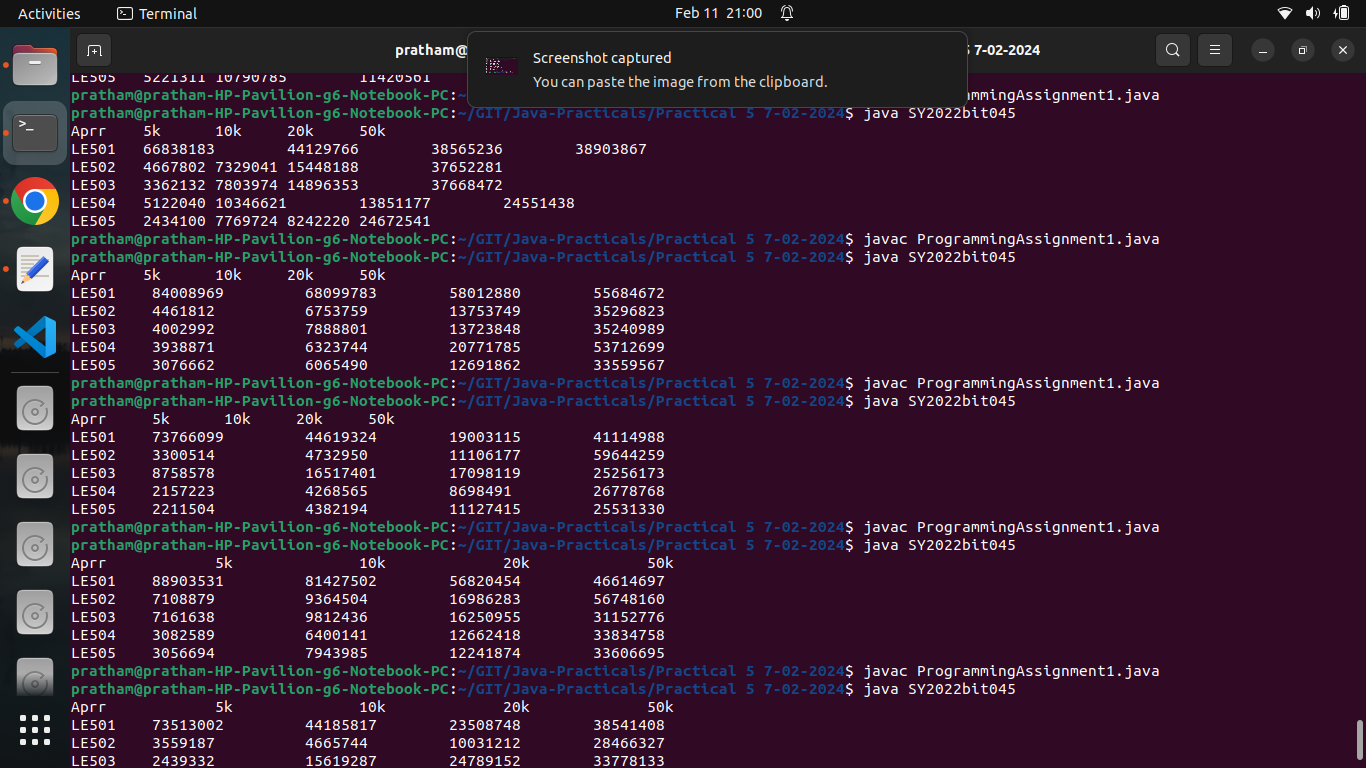 Activities Terminal Feb 11 21:00
pratham@ 5 7-02-2024
Screenshot captured
You can paste the image from the clipboard.
LE505 5221311 10790785 11420561
pratham@pratham-HP-Pavilion-g6-Notebook-PC:~ mmingAssignment1.java
pratham@pratham-HP-Pavilion-g6-Notebook-PC:~/GIT/Java-Practicals/Practical 5 7-02-2024$ java SY2022bit045
Aprr 5k 10k 20k 50k
LE501 66838183 44129766 38565236 38903867
LE502 4667802 7329041 15448188 37652281
LE503 3362132 7803974 14896353 37668472
LE504 5122040 10346621 13851177 24551438
LE505 2434100 7769724 8242220 24672541
pratham@pratham-HP-Pavilion-g6-Notebook-PC:~/GIT/Java-Practicals/Practical 5 7-02-2024$ javac ProgrammingAssignment1.java
pratham@pratham-HP-Pavilion-g6-Notebook-PC:~/GIT/Java-Practicals/Practical 5 7-02-2024$ java SY2022bit045
Aprr 5k 10k 20k 50k
LE501 84008969 68099783 58012880 55684672
LE502 4461812 6753759 13753749 35296823
LE503 4002992 7888801 13723848 35240989
LE504 3938871 6323744 20771785 53712699
LE505 3076662 6065490 12691862 33559567
pratham@pratham-HP-Pavilion-g6-Notebook-PC:~/GIT/Java-Practicals/Practical 5 7-02-2024$ javac ProgrammingAssignment1.java
pratham@pratham-HP-Pavilion-g6-Notebook-PC:~/GIT/Java-Practicals/Practical 5 7-02-2024$ java SY2022bit045
Aprr 5k 10k 20k 50k
LE501 73766099 44619324 19003115 41114988
LE502 3300514 4732950 11106177 59644259
LE503 8758578 16517401 17098119 25256173
LE504 2157223 4268565 8698491 26778768
LE505 2211504 4382194 11127415 25531330
pratham@pratham-HP-Pavilion-g6-Notebook-PC:~/GIT/Java-Practicals/Practical 5 7-02-2024$ javac ProgrammingAssignment1.java
pratham@pratham-HP-Pavilion-g6-Notebook-PC:~/GIT/Java-Practicals/Practical 5 7-02-2024$ java SY2022bit045
Aprr 5k 10k 20k 50k
LE501 88903531 81427502 56820454 46614697
LE502 7108879 9364504 16986283 56748160
LE503 7161638 9812436 16250955 31152776
LE504 3082589 6400141 12662418 33834758
LE505 3056694 7943985 12241874 33606695
pratham@pratham-HP-Pavilion-g6-Notebook-PC:~/GIT/Java-Practicals/Practical 5 7-02-2024$ javac ProgrammingAssignment1.java
pratham@pratham-HP-Pavilion-g6-Notebook-PC:~/GIT/Java-Practicals/Practical 5 7-02-2024$ java SY2022bit045
Aprr 5k 10k 20k 50k
LE501 73513002 44185817 23508748 38541408
LE502 3559187 4665744 10031212 28466327
LE503 2439332 15619287 24789152 33778133